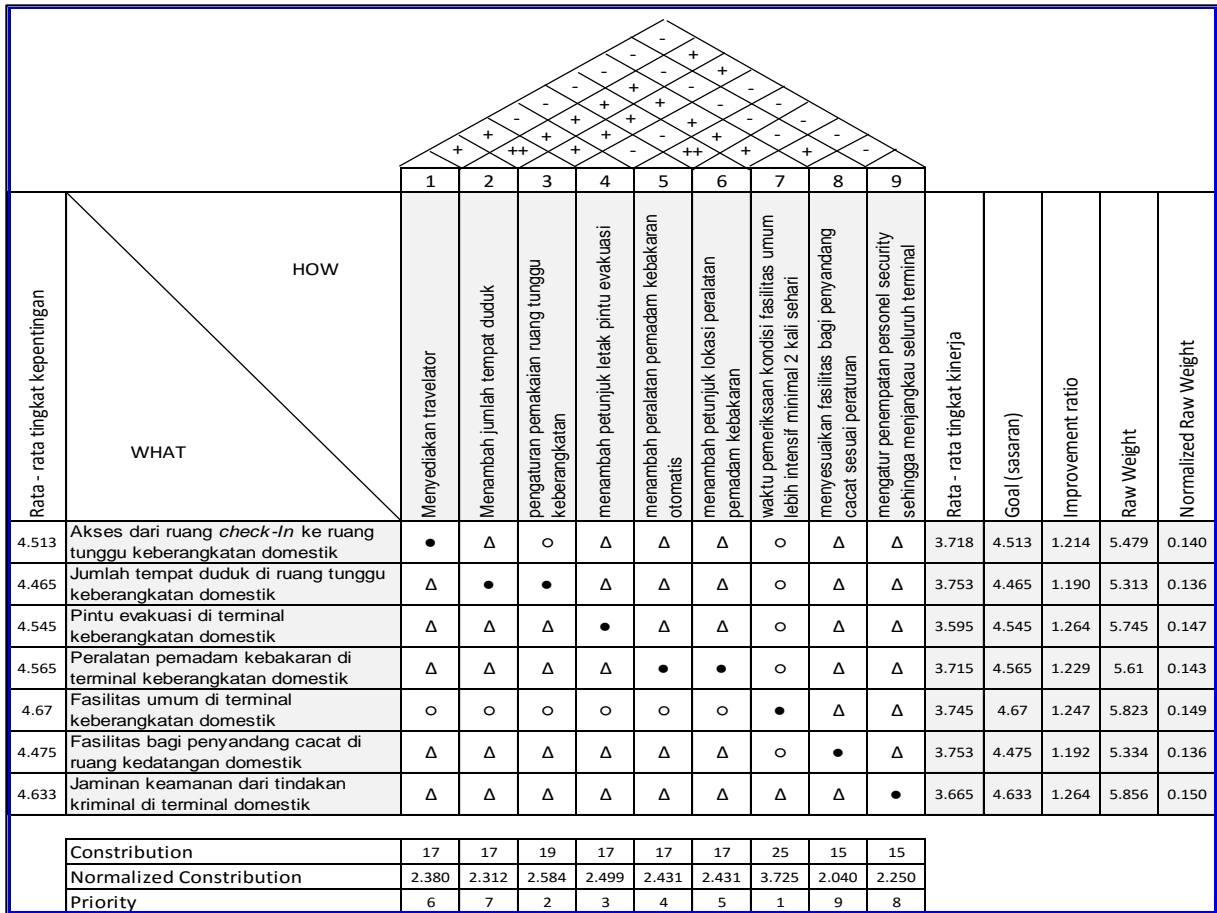 -
- +
- - +
- + - -
- + + - -
- + + + - -
+ + + - + - -
+ ++ + - ++ + + -
1 2 3 4 5 6 7 8 9
Rata - rata tingkat kepentingan
HOW
WHAT
Menyediakan travelator
Menambah jumlah tempat duduk
pengaturan pemakaian ruang tunggu
keberangkatan
menambah petunjuk letak pintu evakuasi
menambah peralatan pemadam kebakaran
otomatis
menambah petunjuk lokasi peralatan
pemadam kebakaran
waktu pemeriksaan kondisi fasilitas umum
lebih intensif minimal 2 kali sehari
menyesuaikan fasilitas bagi penyandang
cacat sesuai peraturan
mengatur penempatan personel security
sehingga menjangkau seluruh terminal
Rata - rata tingkat kinerja
Goal (sasaran)
Improvement ratio
Raw Weight
Normalized Raw Weight
4.513 Akses dari ruang check-In ke ruang
tunggu keberangkatan domestik ● Δ ○ Δ Δ Δ ○ Δ Δ 3.718 4.513 1.214 5.479 0.140
4.465 Jumlah tempat duduk di ruang tunggu
keberangkatan domestik Δ ● ● Δ Δ Δ ○ Δ Δ 3.753 4.465 1.190 5.313 0.136
4.545 Pintu evakuasi di terminal
keberangkatan domestik Δ Δ Δ ● Δ Δ ○ Δ Δ 3.595 4.545 1.264 5.745 0.147
4.565 Peralatan pemadam kebakaran di
terminal keberangkatan domestik Δ Δ Δ Δ ● ● ○ Δ Δ 3.715 4.565 1.229 5.61 0.143
4.67 Fasilitas umum di terminal
keberangkatan domestik ○ ○ ○ ○ ○ ○ ● Δ Δ 3.745 4.67 1.247 5.823 0.149
4.475 Fasilitas bagi penyandang cacat di
ruang kedatangan domestik Δ Δ Δ Δ Δ Δ ○ ● Δ 3.753 4.475 1.192 5.334 0.136
4.633 Jaminan keamanan dari tindakan
kriminal di terminal domestik Δ Δ Δ Δ Δ Δ Δ Δ ● 3.665 4.633 1.264 5.856 0.150
Constribution 17 17 19 17 17 17 25 15 15
Normalized Constribution 2.380 2.312 2.584 2.499 2.431 2.431 3.725 2.040 2.250
Priority 6 7 2 3 4 5 1 9 8